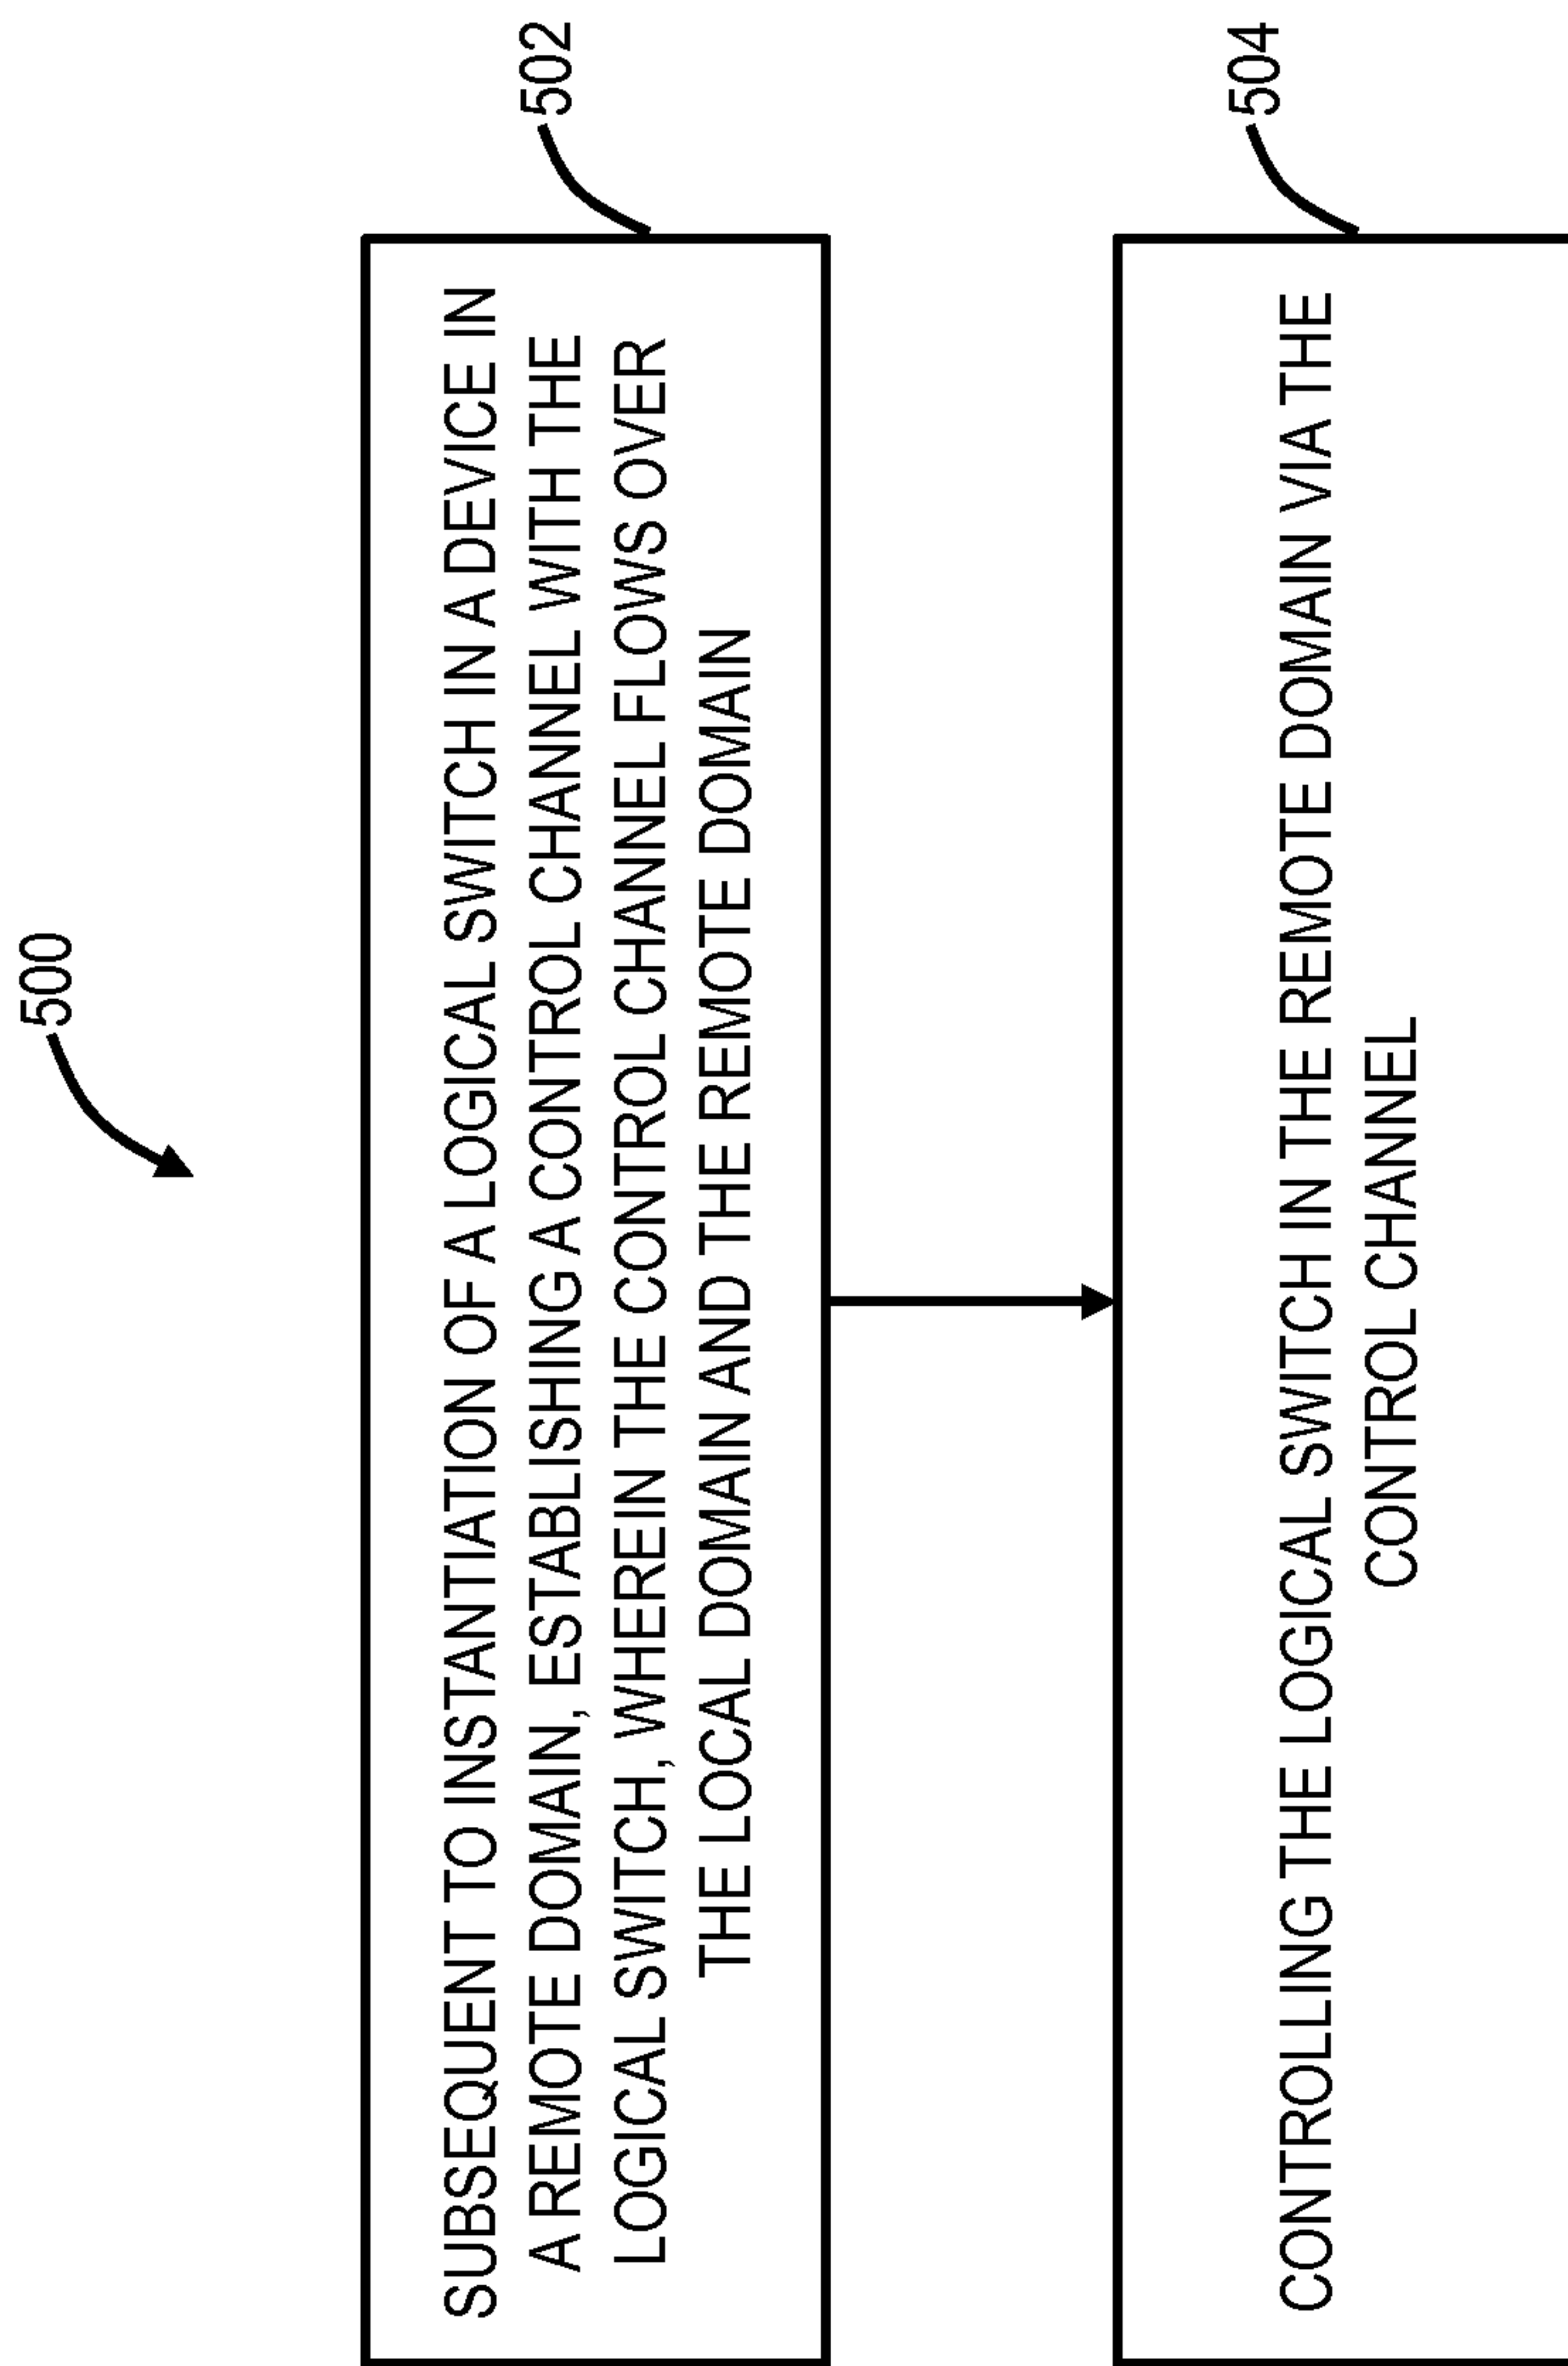 500
502
SUBSEQUENT TO INSTANTIATION OF A LOGICAL SWITCH IN A DEVICE IN
A REMOTE DOMAIN, ESTABLISHING A CONTROL CHANNEL WITH THE
LOGICAL SWITCH, WHEREIN THE CONTROL CHANNEL FLOWS OVER
THE LOCAL DOMAIN AND THE REMOTE DOMAIN
504
CONTROLLING THE LOGICAL SWITCH IN THE REMOTE DOMAIN VIA THE
CONTROL CHANNEL